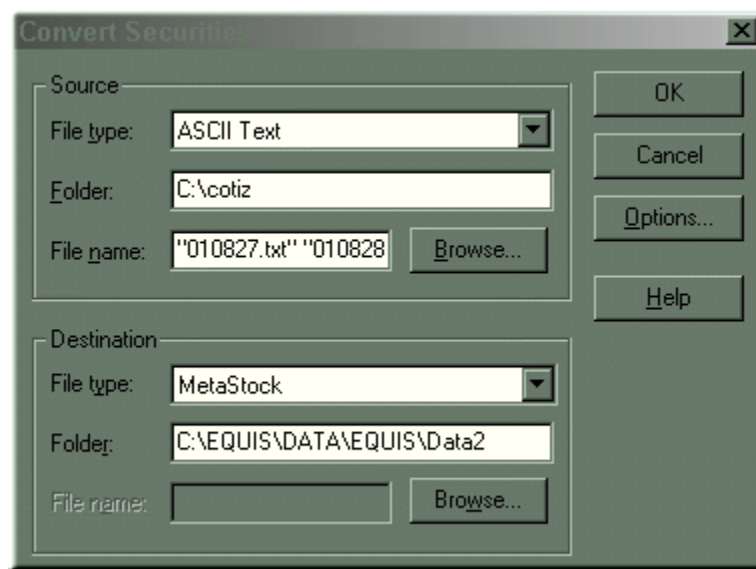 Convert Securities
Source
File type:
ASCII Text
Folder:
C:\cotiz
File name:
"010827.txt" "010828
Browse...
OK
Cancel
Options...
Help
Destination
File type:
MetaStock
Folder:
C:\EQUIS\DATA\EQUIS\Data2
File name:
Browse...